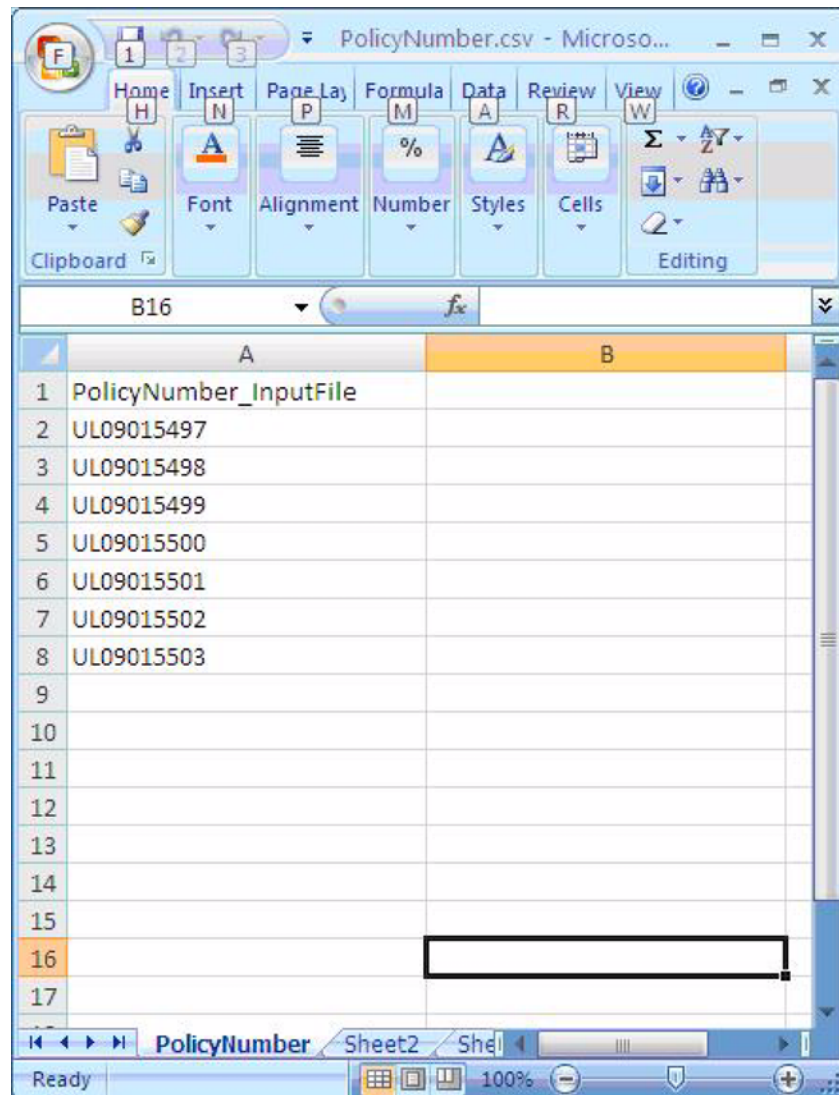 PolicyNumber.csv - Microso...
F 1 2 3
Home Insert Page Lay Formula Data Review View
H N P M A R W
Paste Font Alignment Number Styles Cells
Clipboard Editing
B16 fx
A B
1 PolicyNumber_InputFile
2 UL09015497
3 UL09015498
4 UL09015499
5 UL09015500
6 UL09015501
7 UL09015502
8 UL09015503
9
10
11
12
13
14
15
16
17
PolicyNumber Sheet2 She
Ready 100%